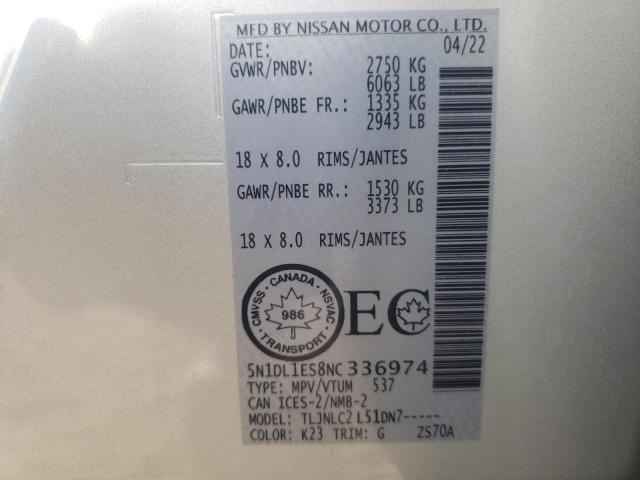 MFD BY NISSAN MOTOR CO., LTD.
DATE: 04/22
GVWR/PNBV: 2750 KG
6063 LB
GAWR/PNBE FR.: 1335 KG
2943 LB
18 X 8.0 RIMS/JANTES
GAWR/PNBE RR.: 1530 KG
3373 LB
18 X 8.0 RIMS/JANTES
CMVSS · CANADA · NSVAC
986
TRANSPORT
EC
5N1DL1ES8NC336974
TYPE: MPV/VTUM 537
CAN ICES-2/NMB-2
MODEL: TLJNLC2 L51DN7-----
COLOR: K23 TRIM: G ZS70A